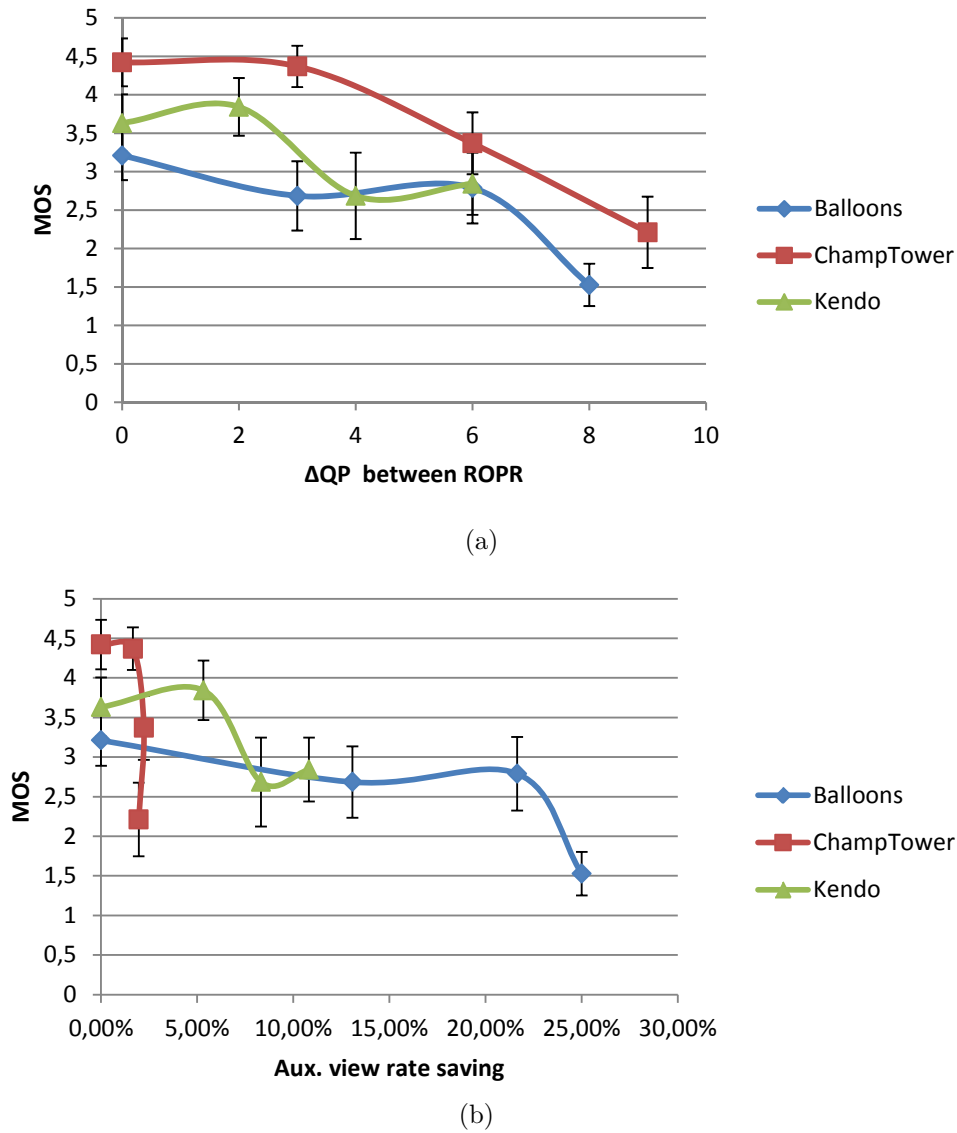 5
4,5
4
3,5
3
2,5
2
1,5
1
0,5
0
MOS
0 2 4 6 8 10
ΔQP between ROPR
Balloons
ChampTower
Kendo
(a)
5
4,5
4
3,5
3
2,5
2
1,5
1
0,5
0
MOS
0,00% 5,00% 10,00% 15,00% 20,00% 25,00% 30,00%
Aux. view rate saving
Balloons
ChampTower
Kendo
(b)